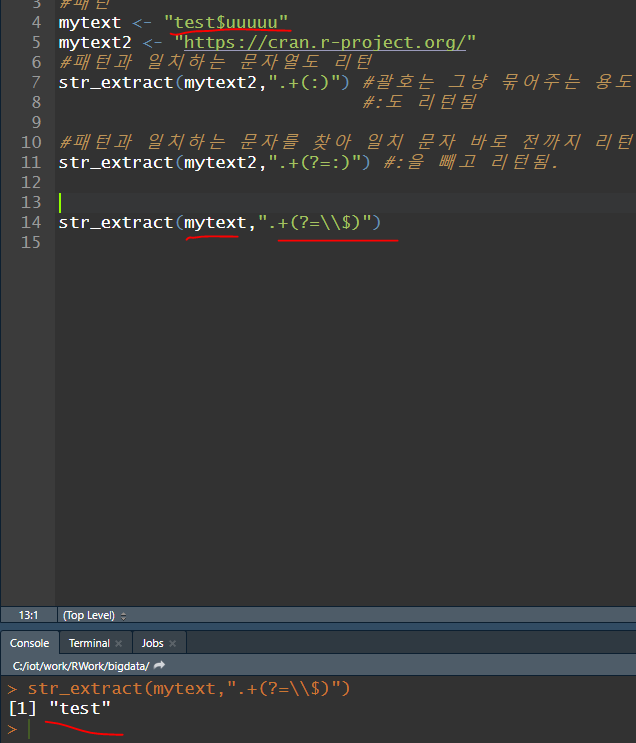 3 #패턴
4 mytext <- "test$uuuuu"
5 mytext2 <- "https://cran.r-project.org/"
6 #패턴과 일치하는 문자열도 리턴
7 str_extract(mytext2,".+(:)") #괄호는 그냥 묶어주는 용도
8 #:도 리턴됨
9
10 #패턴과 일치하는 문자를 찾아 일치 문자 바로 전까지 리턴
11 str_extract(mytext2,".+(?=:)") #:을 빼고 리턴됨.
12
13
14 str_extract(mytext,".+(?=\\$)")
15
13:1 (Top Level)
Console Terminal Jobs
C:/iot/work/RWork/bigdata/
> str_extract(mytext,".+(?=\\$)")
[1] "test"
>